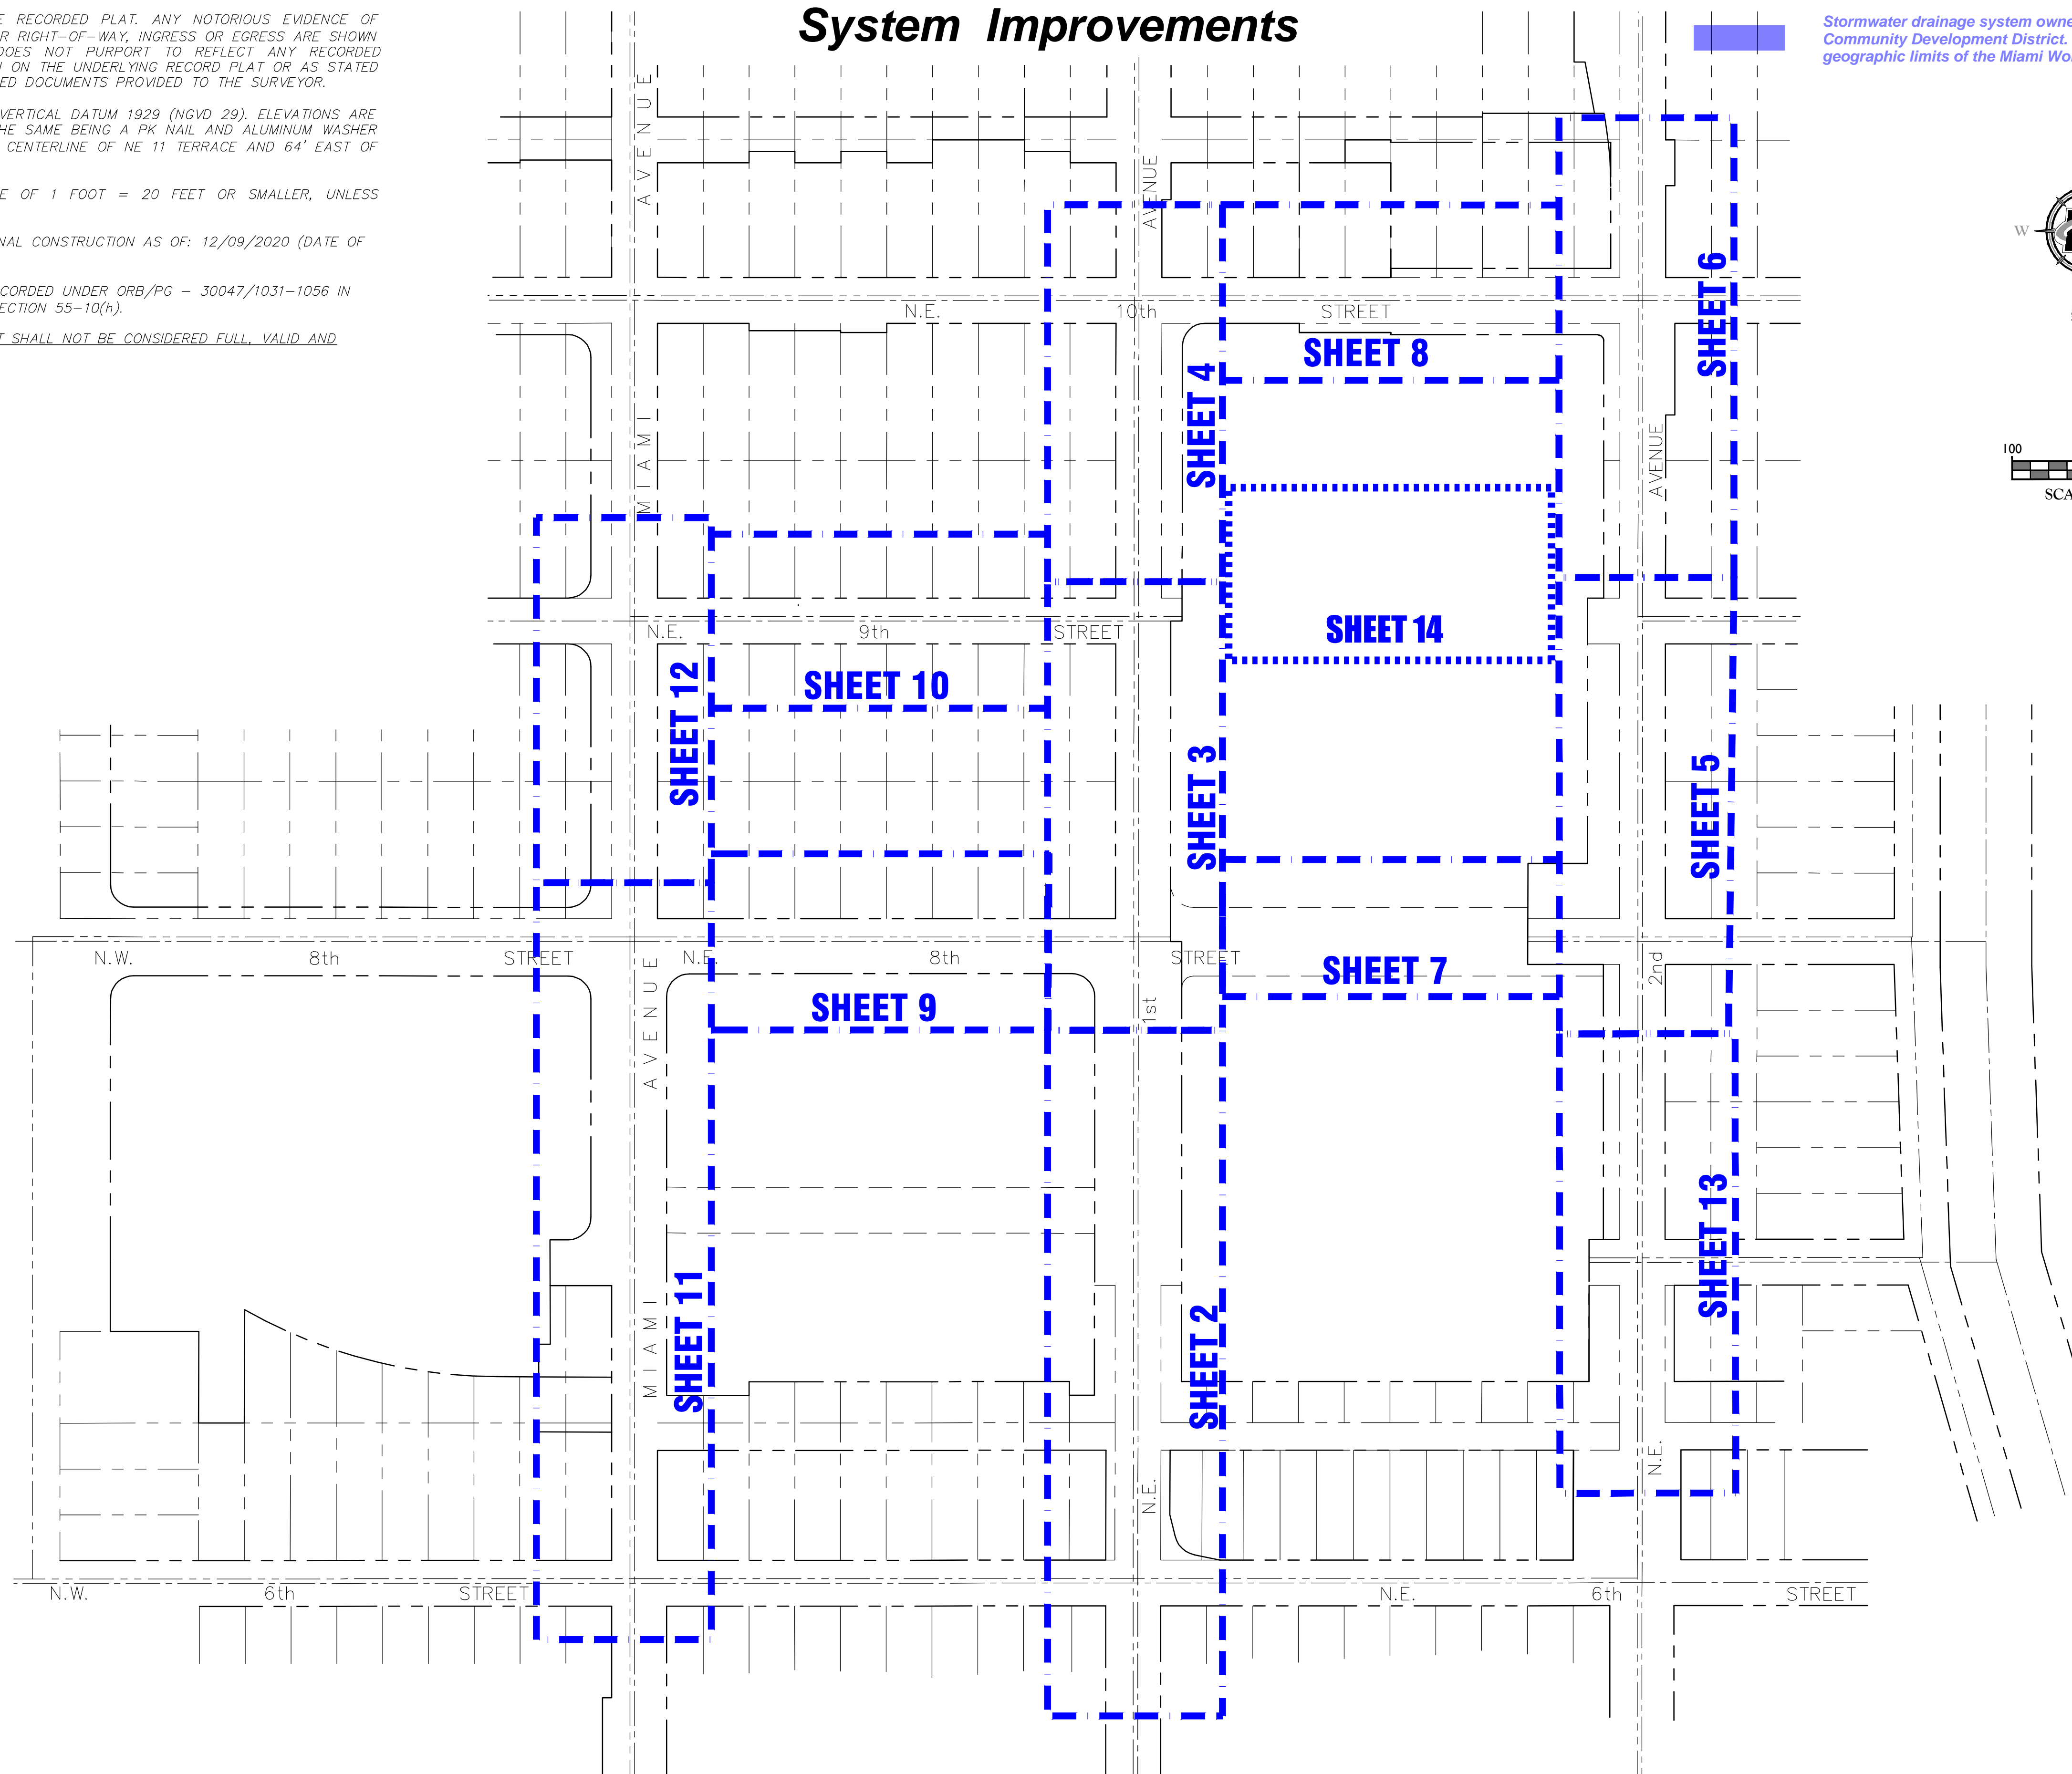 System Improvements
E RECORDED PLAT. ANY NOTORIOUS EVIDENCE OF
R RIGHT-OF-WAY, INGRESS OR EGRESS ARE SHOWN
DOES NOT PURPORT TO REFLECT ANY RECORDED
ON THE UNDERLYING RECORD PLAT OR AS STATED
ED DOCUMENTS PROVIDED TO THE SURVEYOR.
VERTICAL DATUM 1929 (NGVD 29). ELEVATIONS ARE
HE SAME BEING A PK NAIL AND ALUMINUM WASHER
CENTERLINE OF NE 11 TERRACE AND 64' EAST OF
E OF 1 FOOT = 20 FEET OR SMALLER, UNLESS
NAL CONSTRUCTION AS OF: 12/09/2020 (DATE OF
CORDED UNDER ORB/PG - 30047/1031-1056 IN
ECTION 55-10(h).
T SHALL NOT BE CONSIDERED FULL, VALID AND
Stormwater drainage system owne
Community Development District.
geographic limits of the Miami Wo
W
100
SCA
AVENUE
AVENUE
SHEET 6
N.E. 10th STREET
SHEET 8
SHEET 4
MIAMI
AVENUE
SHEET 14
N.E. 9th STREET
SHEET 12
SHEET 10
SHEET 3
SHEET 5
N.W. 8th STREET
N.E. 8th STREET
SHEET 7
2nd
SHEET 9
1st
AVENUE
SHEET 13
MIAMI
SHEET 11
SHEET 2
N.E.
N.E.
N.W. 6th STREET
N.E. 6th STREET